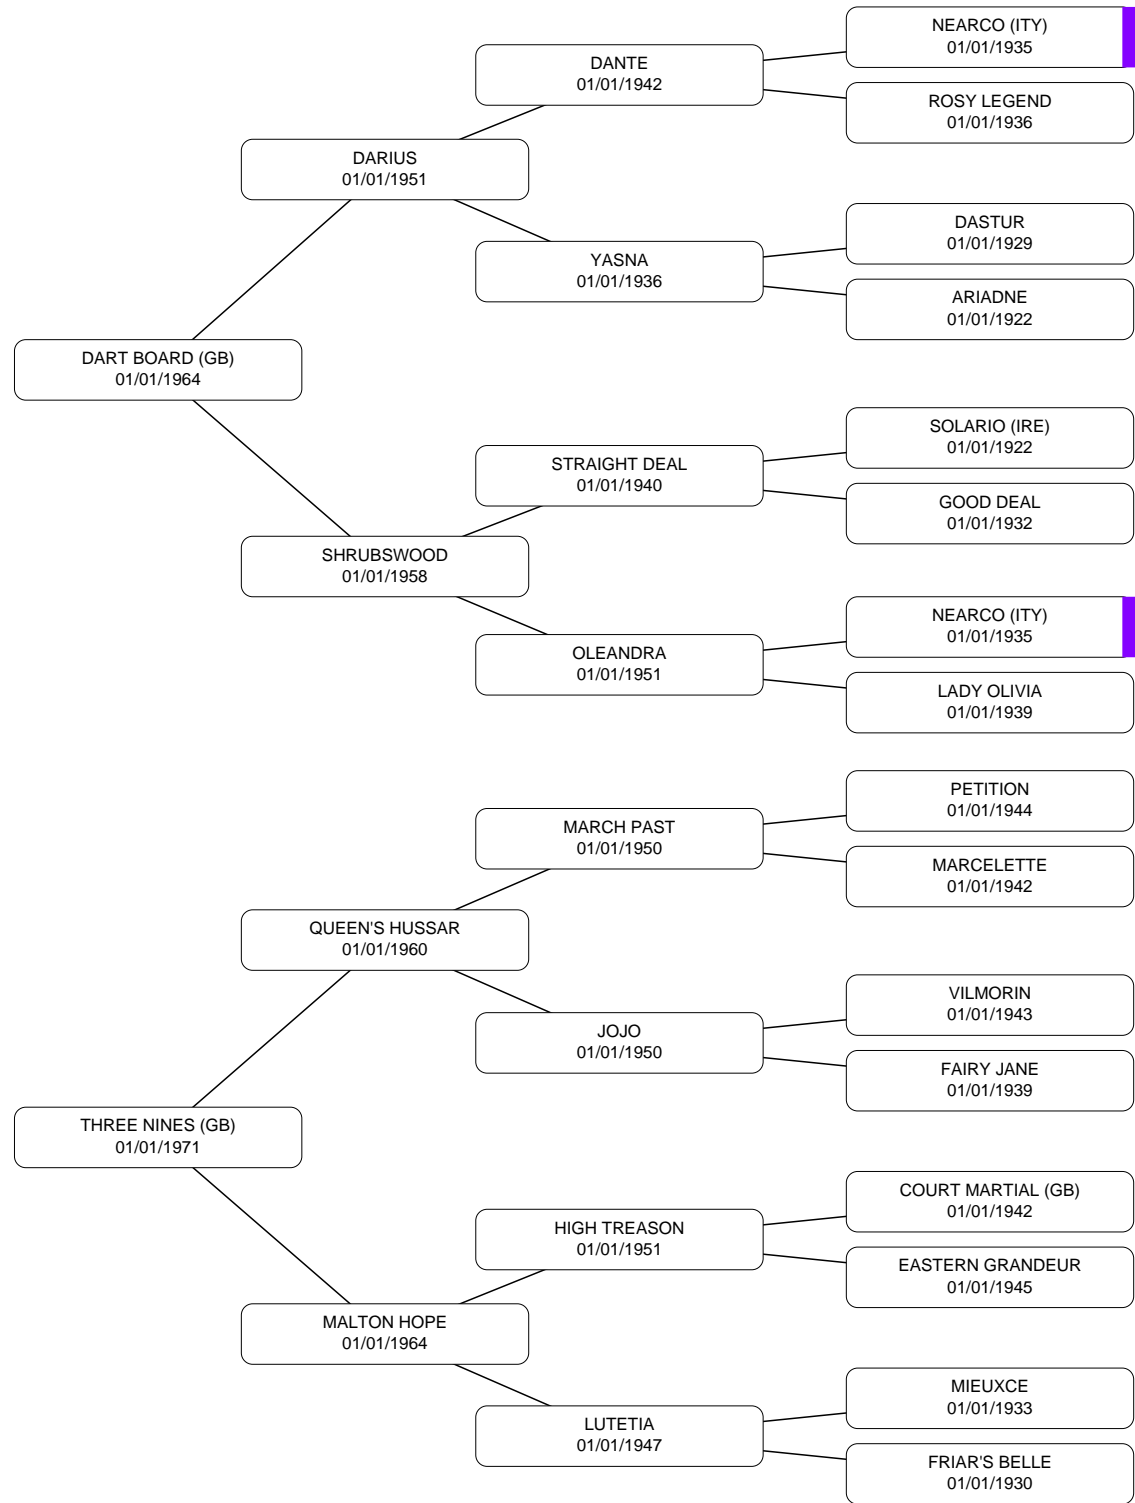 NEARCO (ITY)
01/01/1935
DANTE
01/01/1942
ROSY LEGEND
01/01/1936
DARIUS
01/01/1951
DASTUR
01/01/1929
YASNA
01/01/1936
ARIADNE
01/01/1922
DART BOARD (GB)
01/01/1964
SOLARIO (IRE)
01/01/1922
STRAIGHT DEAL
01/01/1940
GOOD DEAL
01/01/1932
SHRUBSWOOD
01/01/1958
NEARCO (ITY)
01/01/1935
OLEANDRA
01/01/1951
LADY OLIVIA
01/01/1939
PETITION
01/01/1944
MARCH PAST
01/01/1950
MARCELETTE
01/01/1942
QUEEN'S HUSSAR
01/01/1960
VILMORIN
01/01/1943
JOJO
01/01/1950
FAIRY JANE
01/01/1939
THREE NINES (GB)
01/01/1971
COURT MARTIAL (GB)
01/01/1942
HIGH TREASON
01/01/1951
EASTERN GRANDEUR
01/01/1945
MALTON HOPE
01/01/1964
MIEUXCE
01/01/1933
LUTETIA
01/01/1947
FRIAR'S BELLE
01/01/1930